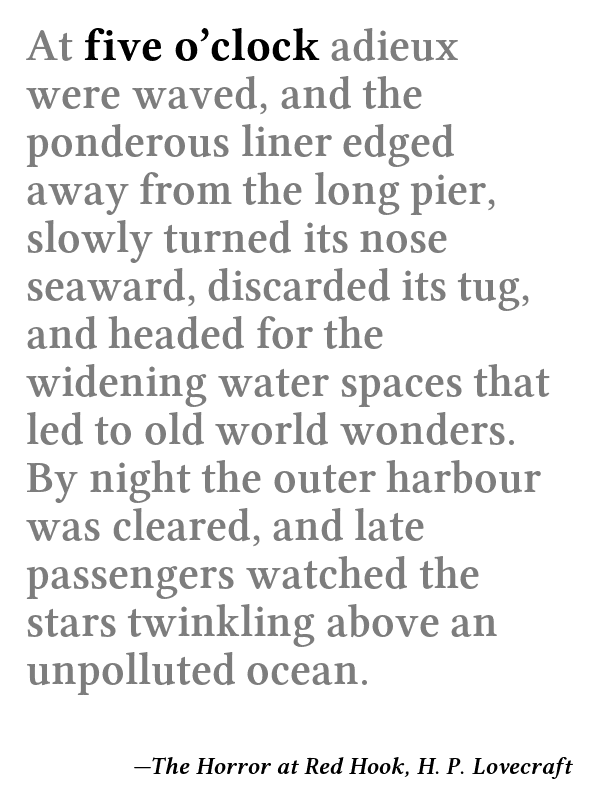 At five o’clock adieux
were waved, and the
ponderous liner edged
away from the long pier,
slowly turned its nose
seaward, discarded its tug,
and headed for the
widening water spaces that
led to old world wonders.
By night the outer harbour
was cleared, and late
passengers watched the
stars twinkling above an
unpolluted ocean.
—The Horror at Red Hook, H. P. Lovecraft